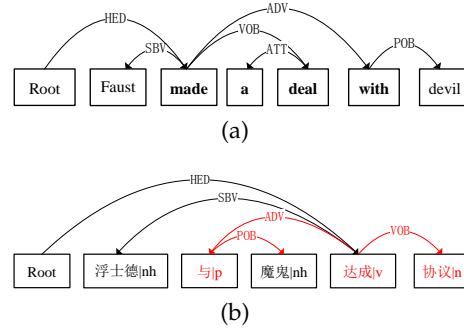 HED
ADV
SBV VOB ATT POB
Root Faust made a deal with devil
(a)
HED
SBV
ADV
POB VOB
Root 浮士德|nh 与|p 魔鬼|nh 达成|v 协议|n
(b)